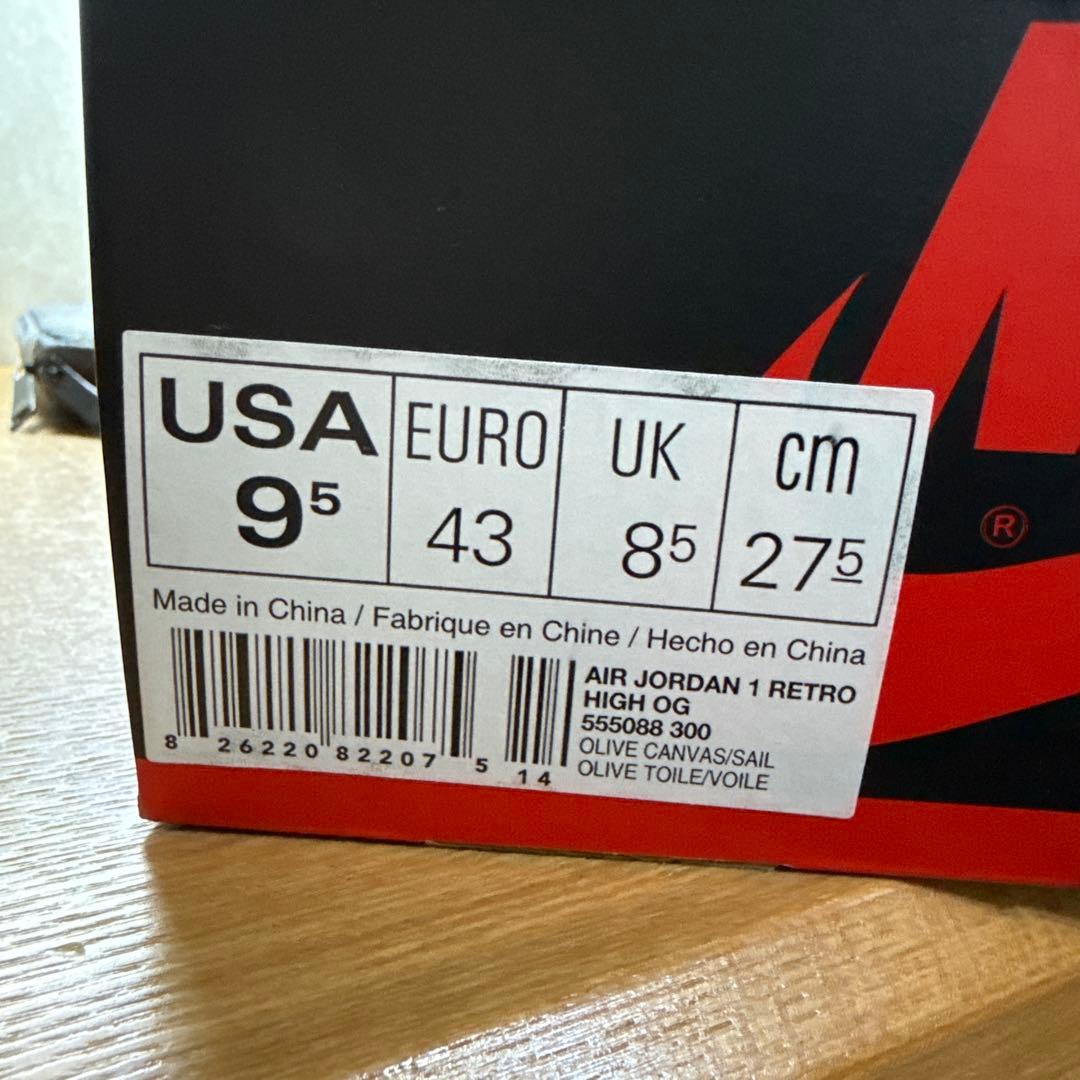 USA EURO UK cm
9⁵ 43 8⁵ 27⁵
Made in China / Fabrique en Chine / Hecho en China
AIR JORDAN 1 RETRO
HIGH OG
555088 300
OLIVE CANVAS/SAIL
OLIVE TOILE/VOILE
8 26220 82207 5 14
®